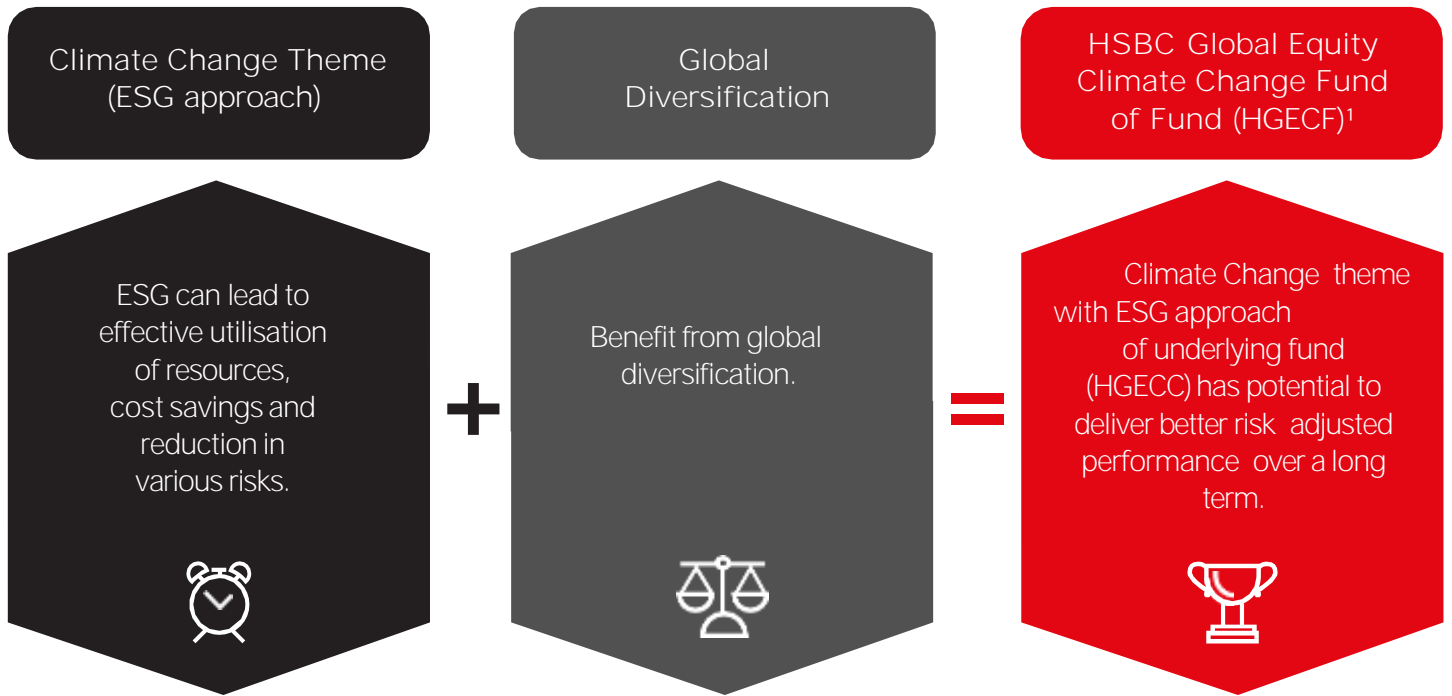 Climate Change Theme
(ESG approach)
Global
Diversification
HSBC Global Equity
Climate Change Fund
of Fund (HGECF)¹
ESG can lead to
effective utilisation
of resources,
cost savings and
reduction in
various risks.
+
Benefit from global
diversification.
=
Climate Change theme
with ESG approach
of underlying fund
(HGECC) has potential to
deliver better risk adjusted
performance over a long
term.